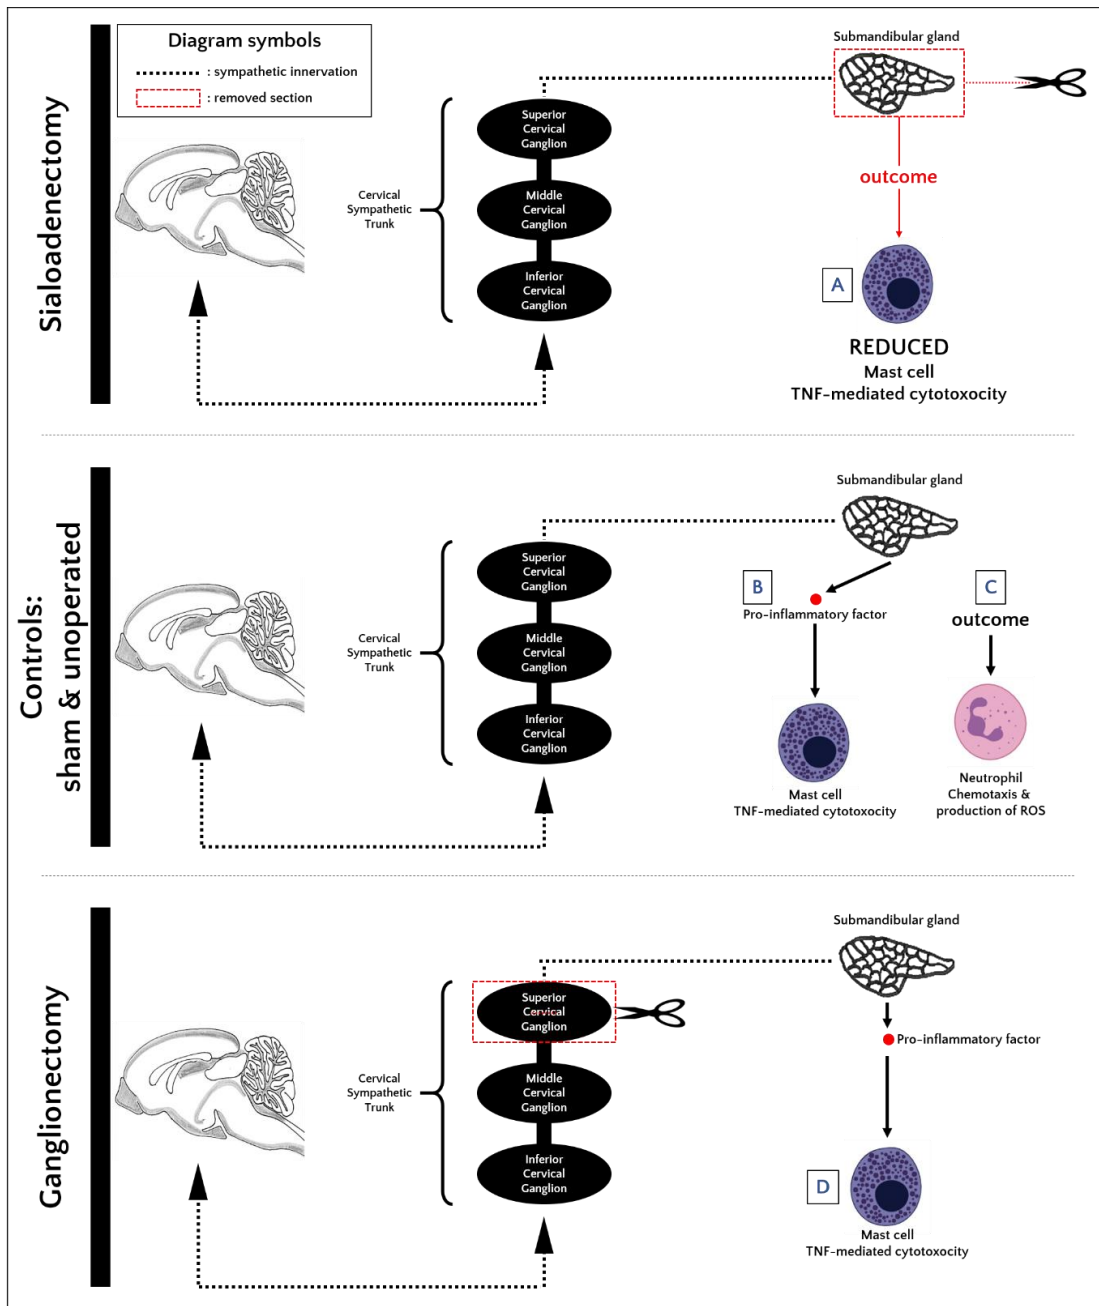 Diagram symbols
: sympathetic innervation
: removed section
Sialoadenectomy
Cervical
Sympathetic
Trunk
Superior
Cervical
Ganglion
Middle
Cervical
Ganglion
Inferior
Cervical
Ganglion
Submandibular gland
outcome
A
REDUCED
Mast cell
TNF-mediated cytotoxocity
Controls:
sham & unoperated
Cervical
Sympathetic
Trunk
Superior
Cervical
Ganglion
Middle
Cervical
Ganglion
Inferior
Cervical
Ganglion
Submandibular gland
B
Pro-inflammatory factor
Mast cell
TNF-mediated cytotoxocity
C
outcome
Neutrophil
Chemotaxis &
production of ROS
Ganglionectomy
Cervical
Sympathetic
Trunk
Superior
Cervical
Ganglion
Middle
Cervical
Ganglion
Inferior
Cervical
Ganglion
Submandibular gland
Pro-inflammatory factor
D
Mast cell
TNF-mediated cytotoxocity